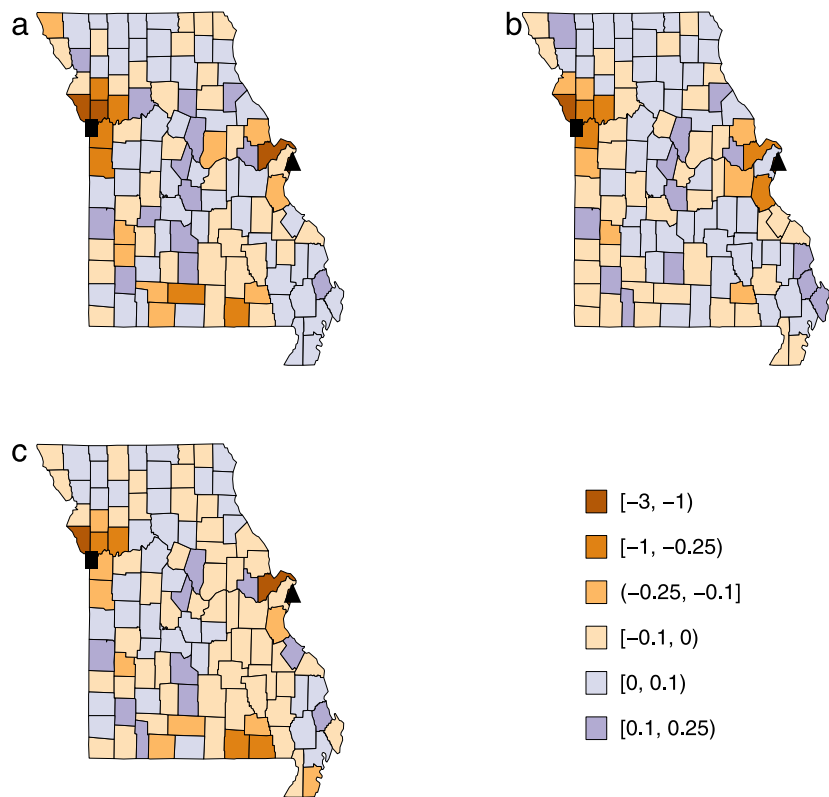 a
b
c
[−3, −1)
[−1, −0.25)
(−0.25, −0.1]
[−0.1, 0)
[0, 0.1)
[0.1, 0.25)